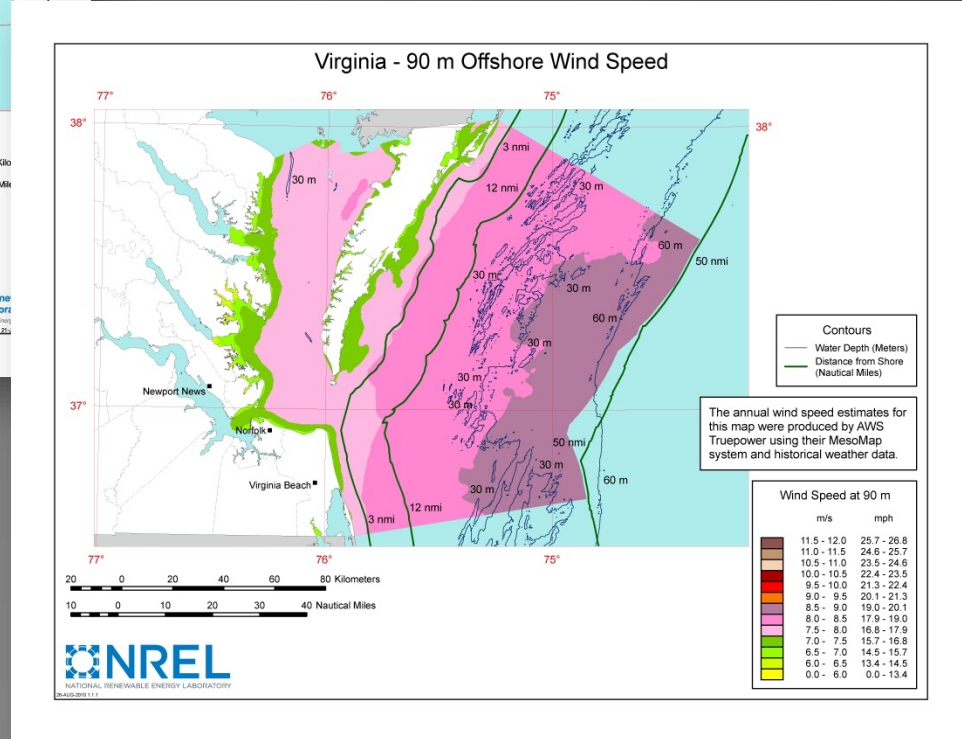 Virginia - 90 m Offshore Wind Speed
77° 76° 75°
38° 38°
3 nmi
30 m 12 nmi 30 m
60 m
50 nmi
30 m
30 m
60 m
30 m
30 m
Newport News
37° 30 m 37°
Norfolk
50 nmi
30 m
Virginia Beach 60 m
30 m
12 nmi
3 nmi
77° 76° 75°
20 0 20 40 60 80 Kilometers
10 0 10 20 30 40 Nautical Miles
NREL
NATIONAL RENEWABLE ENERGY LABORATORY
Contours
Water Depth (Meters)
Distance from Shore
(Nautical Miles)
The annual wind speed estimates for
this map were produced by AWS
Truepower using their MesoMap
system and historical weather data.
Wind Speed at 90 m
m/s mph
11.5 - 12.0 25.7 - 26.8
11.0 - 11.5 24.6 - 25.7
10.5 - 11.0 23.5 - 24.6
10.0 - 10.5 22.4 - 23.5
9.5 - 10.0 21.3 - 22.4
9.0 - 9.5 20.1 - 21.3
8.5 - 9.0 19.0 - 20.1
8.0 - 8.5 17.9 - 19.0
7.5 - 8.0 16.8 - 17.9
7.0 - 7.5 15.7 - 16.8
6.5 - 7.0 14.5 - 15.7
6.0 - 6.5 13.4 - 14.5
0.0 - 6.0 0.0 - 13.4